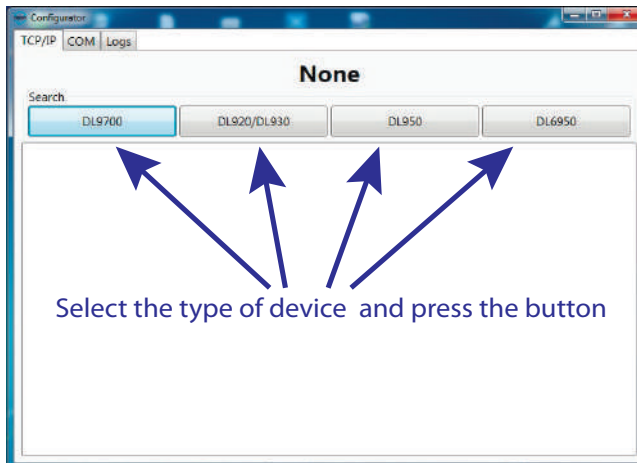 Configurator
TCP/IP COM Logs
None
Search
DL9700 DL920/DL930 DL950 DL6950
Select the type of device and press the button